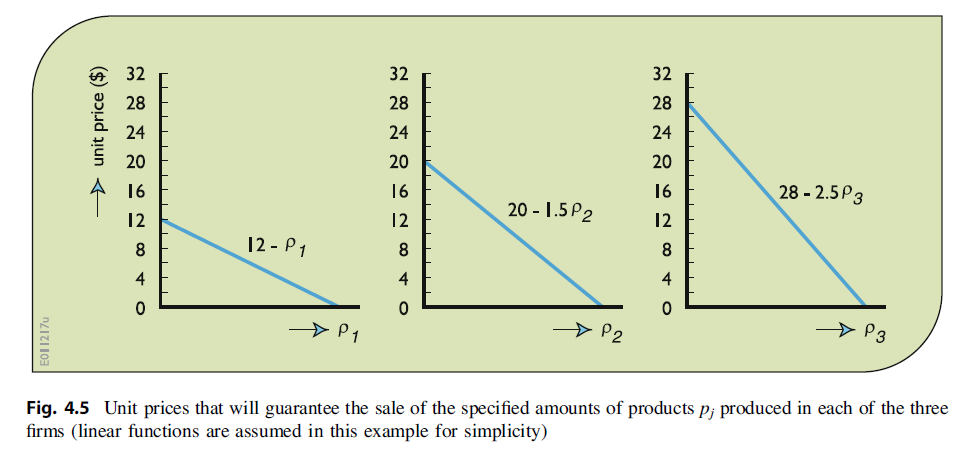 unit price ($)
32
28
24
20
16
12
8
4
0
12 - ρ1
ρ1
32
28
24
20
16
12
8
4
0
20 - 1.5ρ2
ρ2
32
28
24
20
16
12
8
4
0
28 - 2.5ρ3
ρ3
E011217u
Fig. 4.5 Unit prices that will guarantee the sale of the specified amounts of products pj produced in each of the three
firms (linear functions are assumed in this example for simplicity)